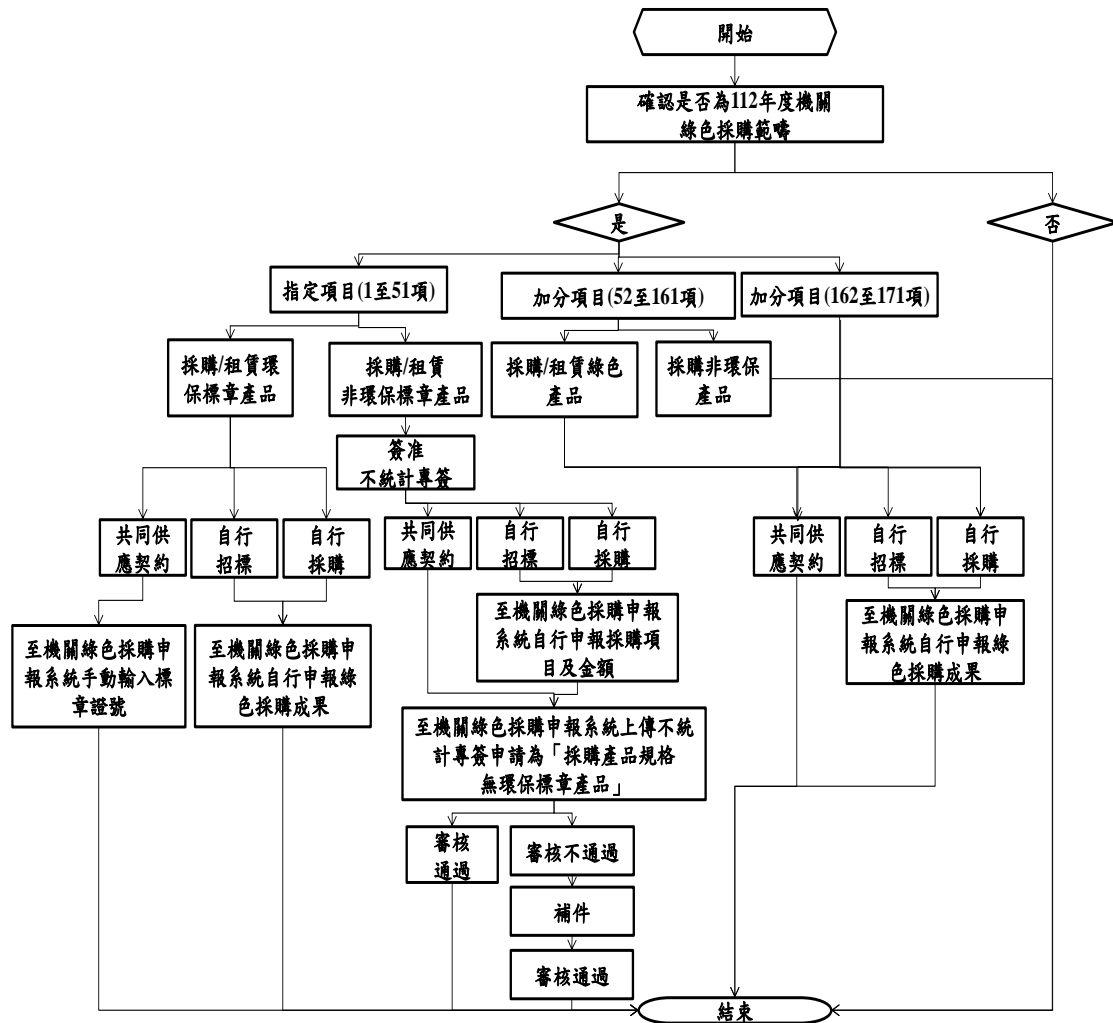 開始
確認是否為112年度機關
綠色採購範疇
是
否
指定項目(1至51項)
加分項目(52至161項)
加分項目(162至171項)
採購/租賃環
保標章產品
採購/租賃
非環保標章產品
採購/租賃綠色
產品
採購非環保
產品
簽准
不統計專簽
共同供
應契約
自行
招標
自行
採購
共同供
應契約
自行
招標
自行
採購
共同供
應契約
自行
招標
自行
採購
至機關綠色採購申
報系統手動輸入標
章證號
至機關綠色採購申
報系統自行申報綠
色採購成果
至機關綠色採購申報
系統自行申報採購項
目及金額
至機關綠色採購申
報系統自行申報綠
色採購成果
至機關綠色採購申報系統上傳不統
計專簽申請為「採購產品規格
無環保標章產品」
審核
通過
審核不通過
補件
審核通過
結束